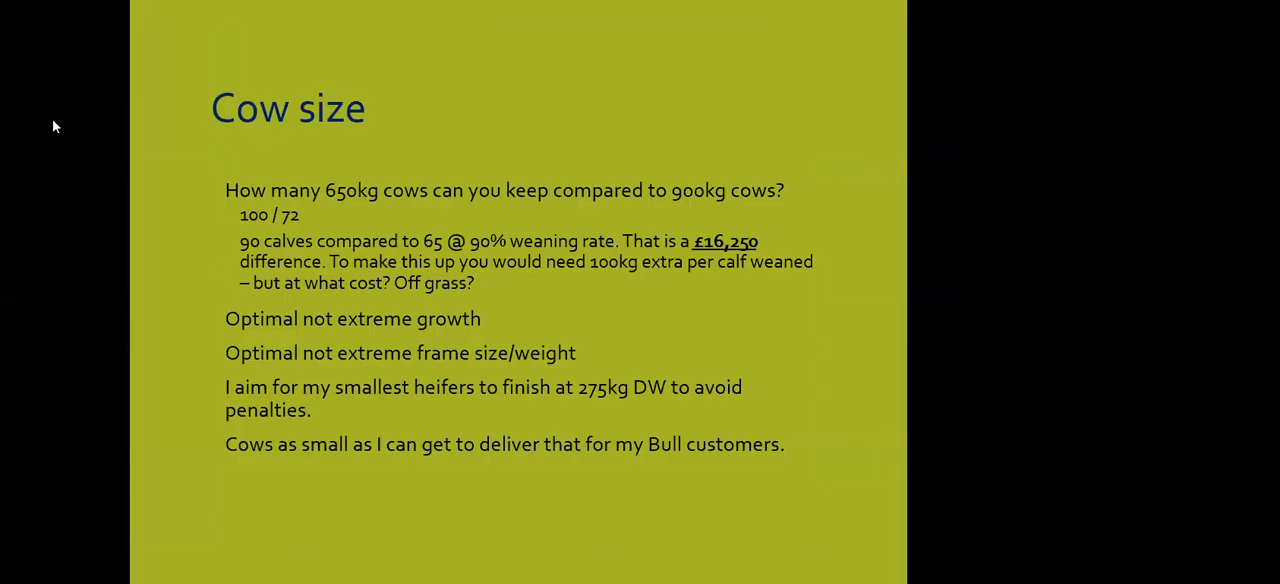 Cow size
How many 650kg cows can you keep compared to 900kg cows?
100 / 72
90 calves compared to 65 @ 90% weaning rate. That is a £16,250
difference. To make this up you would need 100kg extra per calf weaned
– but at what cost? Off grass?
Optimal not extreme growth
Optimal not extreme frame size/weight
I aim for my smallest heifers to finish at 275kg DW to avoid
penalties.
Cows as small as I can get to deliver that for my Bull customers.